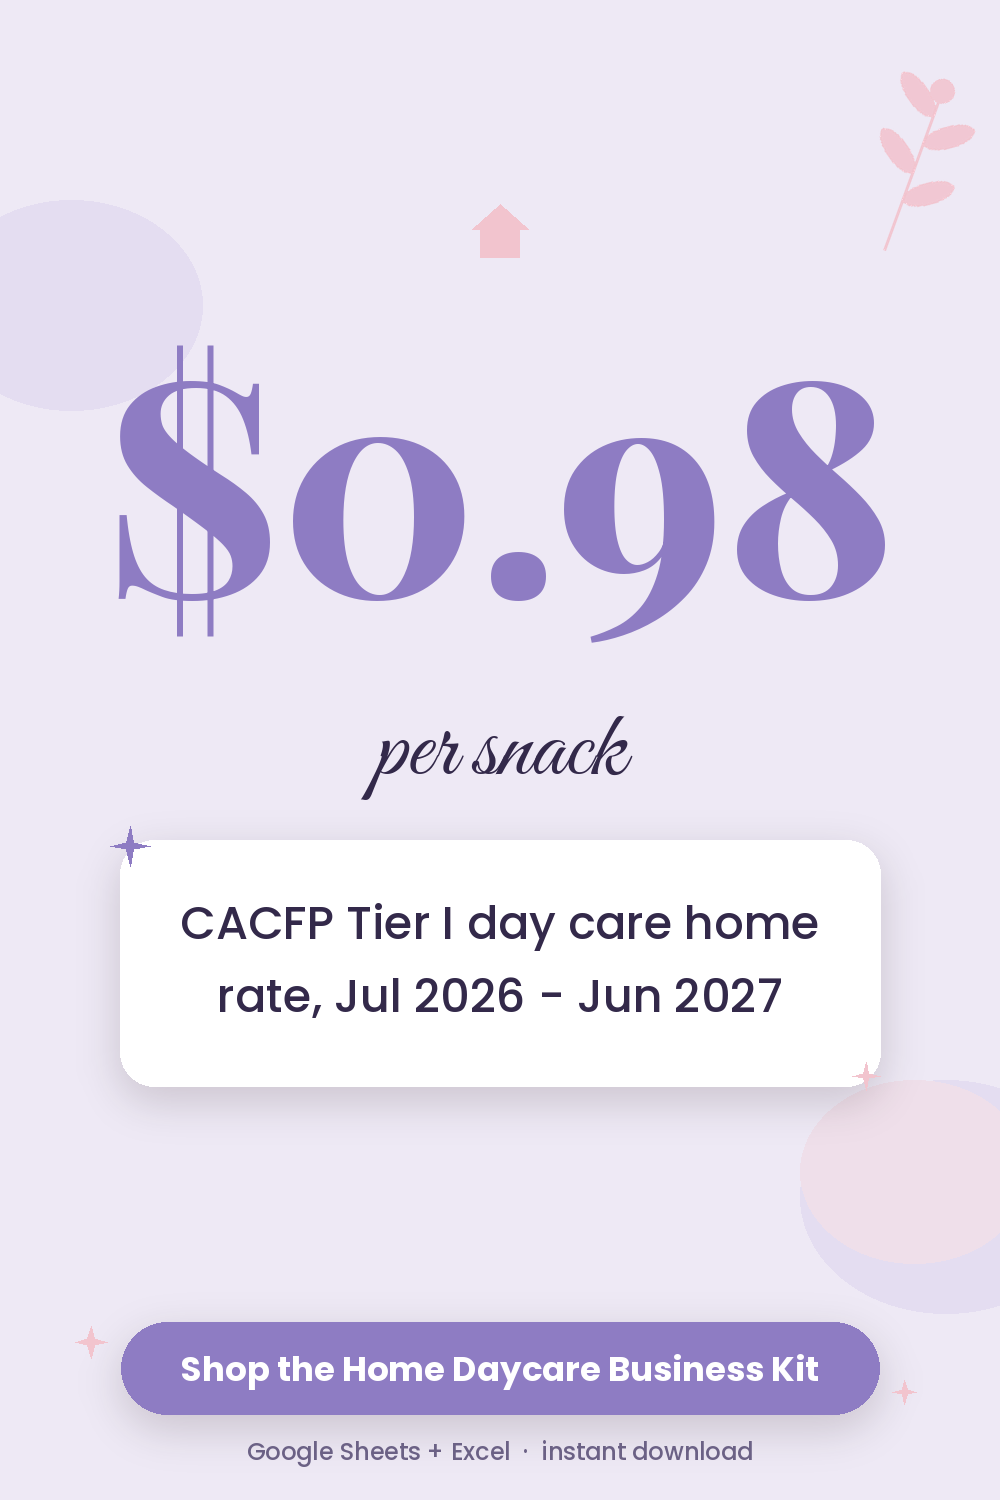 $0.98
per snack
CACFP Tier I day care home
rate, Jul 2026 - Jun 2027
Shop the Home Daycare Business Kit
Google Sheets + Excel · instant download